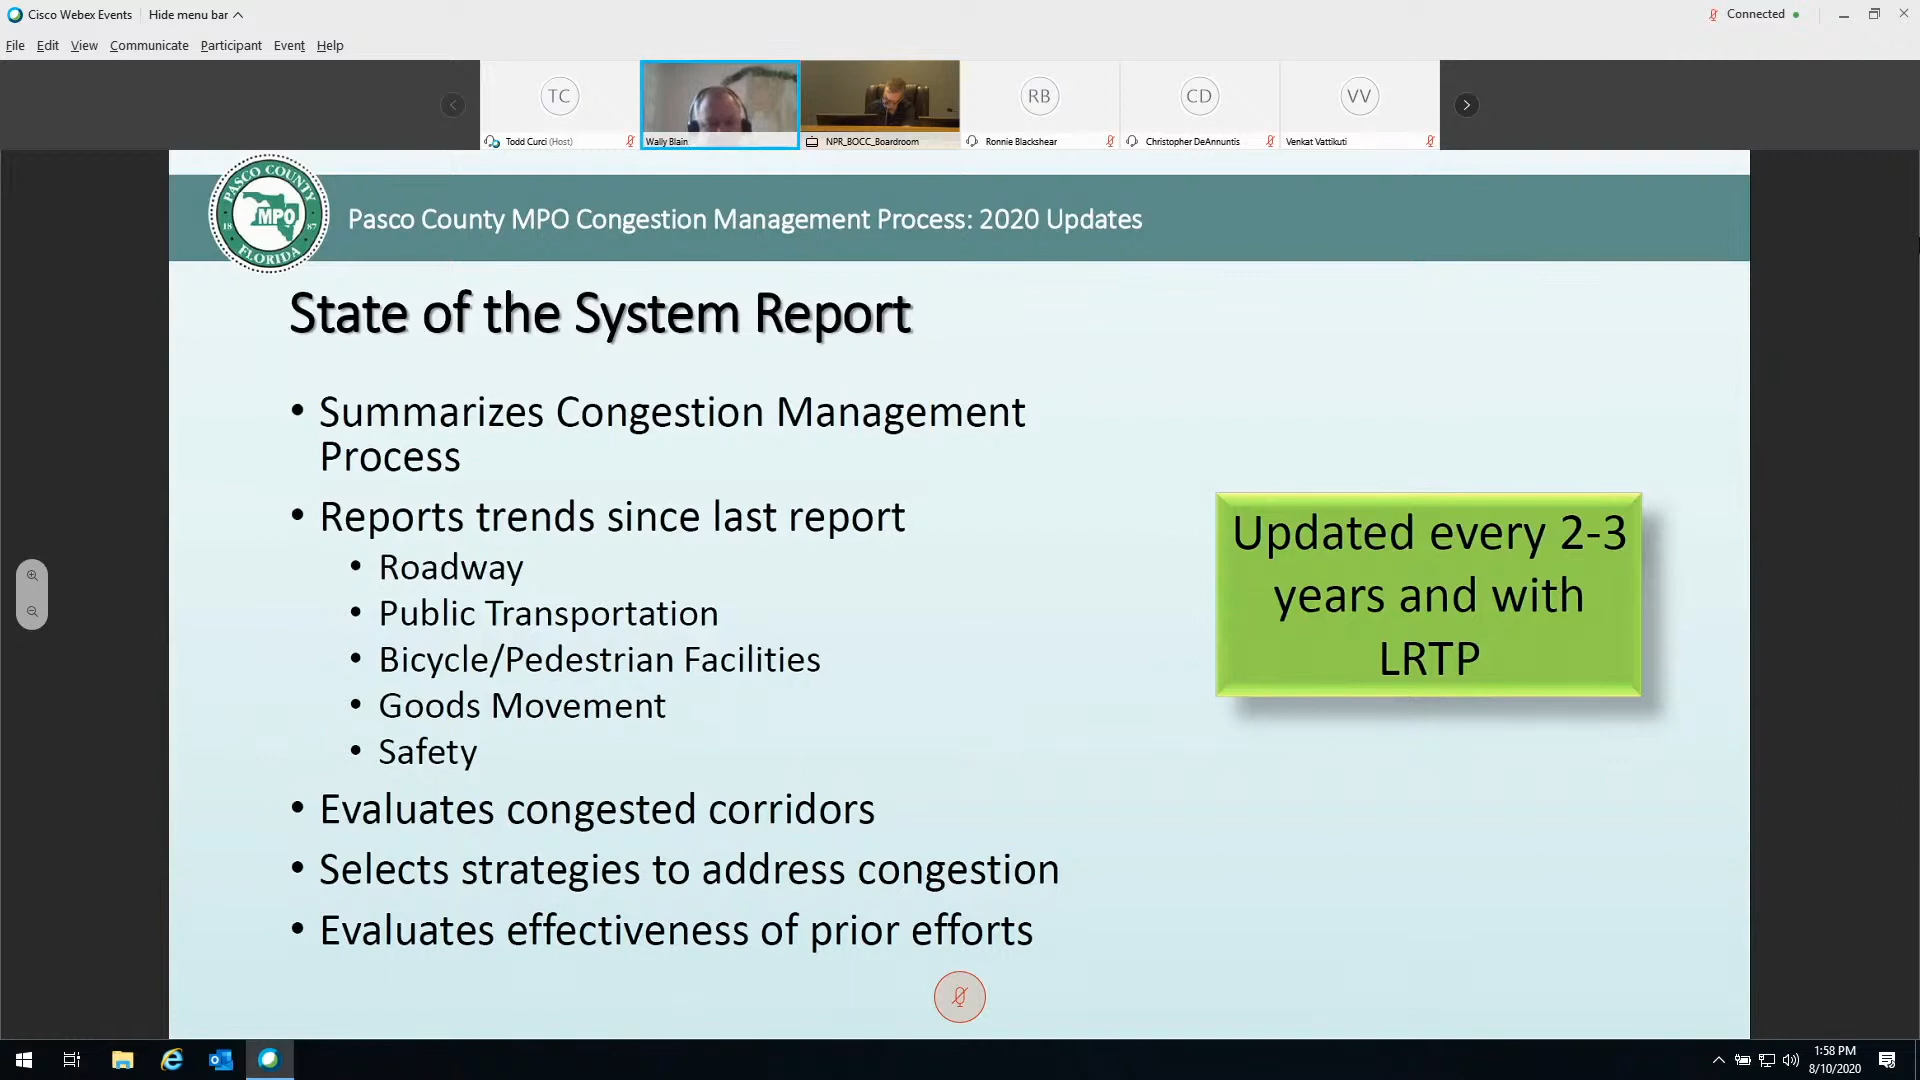 Cisco Webex Events Hide menu bar Connected
File Edit View Communicate Participant Event Help
TC RB CD VV
Todd Curci (Host) Wally Blain NPR_BOCC_Boardroom Ronnie Blackshear Christopher DeAnnuntis Venkat Vattikuti
PASCO COUNTY
MPO
18 87
FLORIDA
Pasco County MPO Congestion Management Process: 2020 Updates
State of the System Report
• Summarizes Congestion Management
Process
• Reports trends since last report
• Roadway
• Public Transportation
• Bicycle/Pedestrian Facilities
• Goods Movement
• Safety
• Evaluates congested corridors
• Selects strategies to address congestion
• Evaluates effectiveness of prior efforts
Updated every 2-3
years and with
LRTP
1:58 PM
8/10/2020